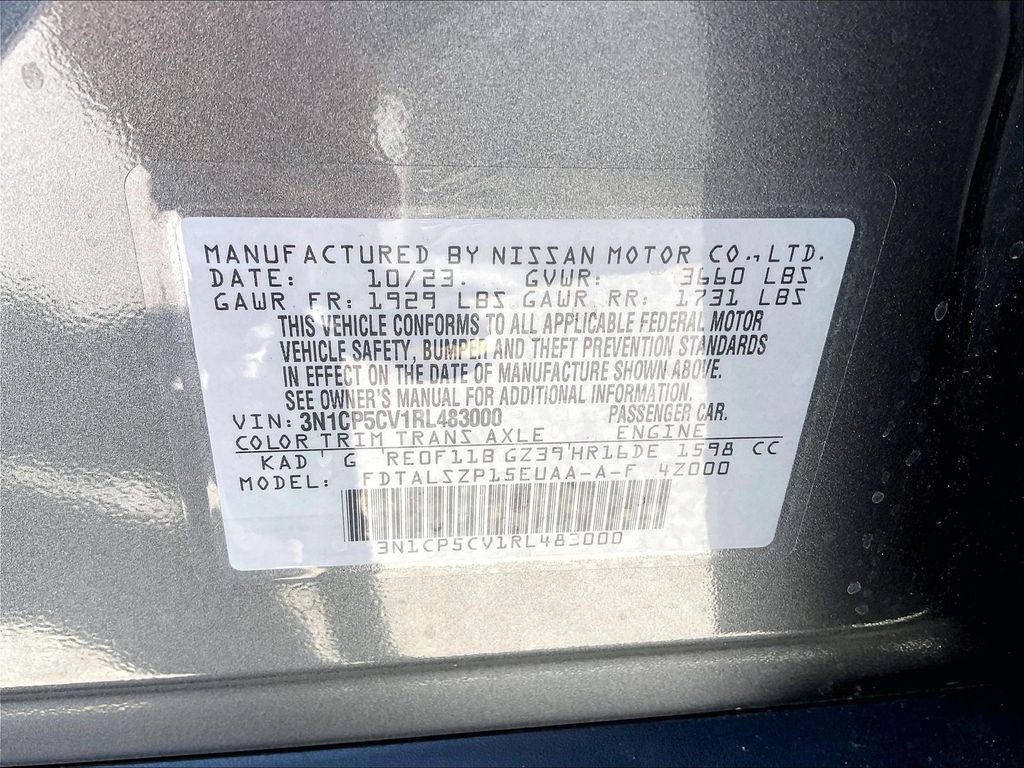 MANUFACTURED BY NISSAN MOTOR CO., LTD.
DATE: 10/23. GVWR: 3660 LBS
GAWR FR: 1929 LBS GAWR RR: 1731 LBS
THIS VEHICLE CONFORMS TO ALL APPLICABLE FEDERAL MOTOR
VEHICLE SAFETY, BUMPER AND THEFT PREVENTION STANDARDS
IN EFFECT ON THE DATE OF MANUFACTURE SHOWN ABOVE.
SEE OWNER'S MANUAL FOR ADDITIONAL INFORMATION.
VIN: 3N1CP5CV1RL483000 PASSENGER CAR.
COLOR TRIM TRANS AXLE ENGINE
KAD G RE0F11B GZ39 HR16DE 1598 CC
MODEL: FDTALSZP15EUAA-A-F 4Z000
3N1CP5CV1RL483000